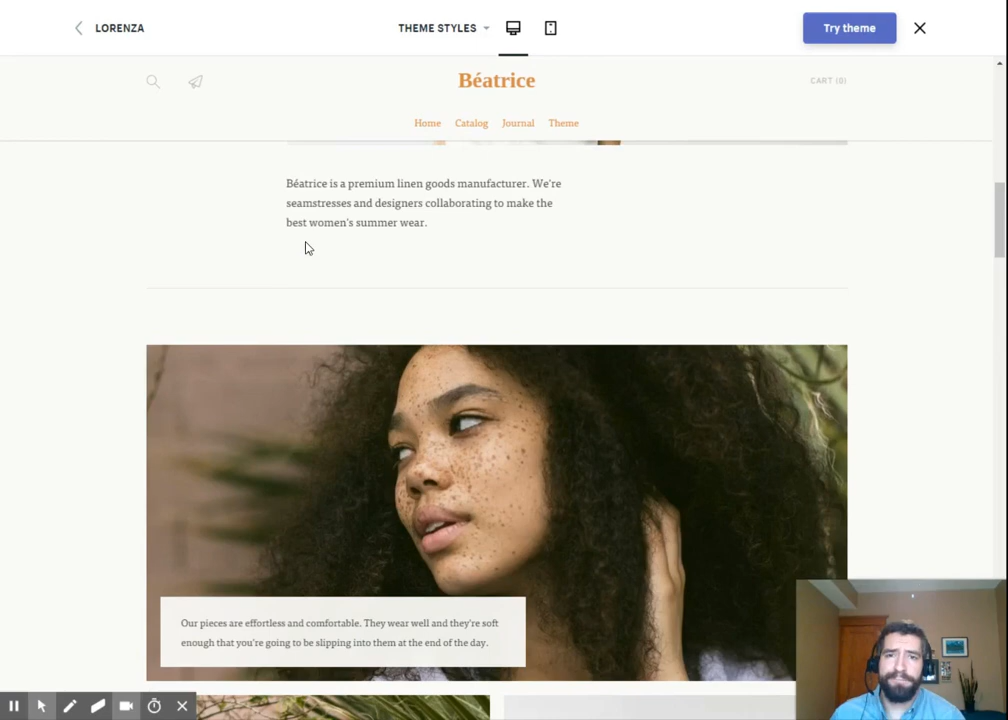 LORENZA
THEME STYLES
Try theme
Béatrice
CART (0)
Home Catalog Journal Theme
Béatrice is a premium linen goods manufacturer. We're
seamstresses and designers collaborating to make the
best women's summer wear.
Our pieces are effortless and comfortable. They wear well and they're soft
enough that you're going to be slipping into them at the end of the day.